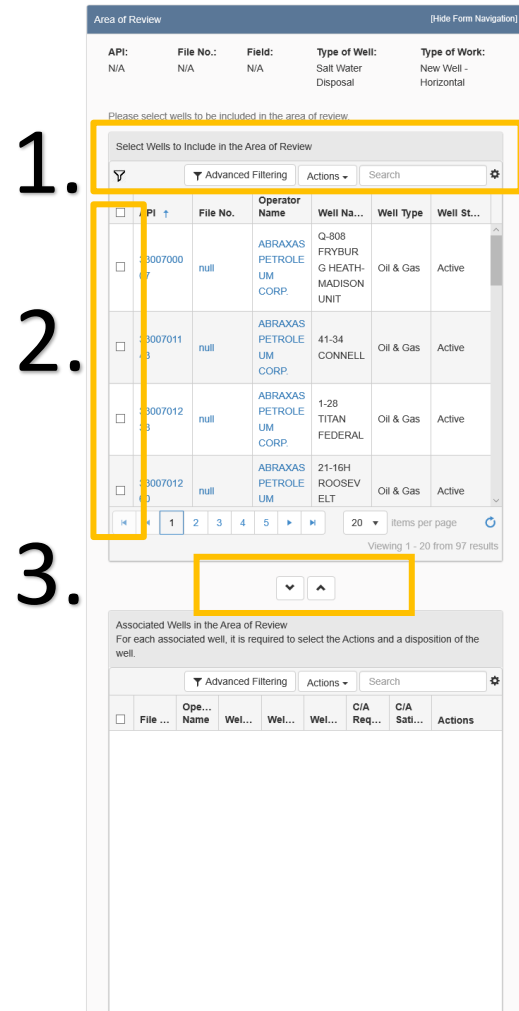 Area of Review [Hide Form Navigation]
API: File No.: Field: Type of Well: Type of Work:
N/A N/A N/A Salt Water Disposal New Well - Horizontal
Please select wells to be included in the area of review.
1.
Select Wells to Include in the Area of Review
Advanced Filtering Actions Search
API ↑ File No. Operator Name Well Na... Well Type Well St...
2.
null ABRAXAS PETROLE UM CORP. Q-808 FRYBUR G HEATH- MADISON UNIT Oil & Gas Active
null ABRAXAS PETROLE UM CORP. 41-34 CONNELL Oil & Gas Active
null ABRAXAS PETROLE UM CORP. 1-28 TITAN FEDERAL Oil & Gas Active
null ABRAXAS PETROLE UM 21-16H ROOSEV ELT Oil & Gas Active
1 2 3 4 5 20 items per page
Viewing 1 - 20 from 97 results
3.
Associated Wells in the Area of Review
For each associated well, it is required to select the Actions and a disposition of the
well.
Advanced Filtering Actions Search
File ... Ope... Name Wel... Wel... Wel... C/A Req... C/A Sati... Actions